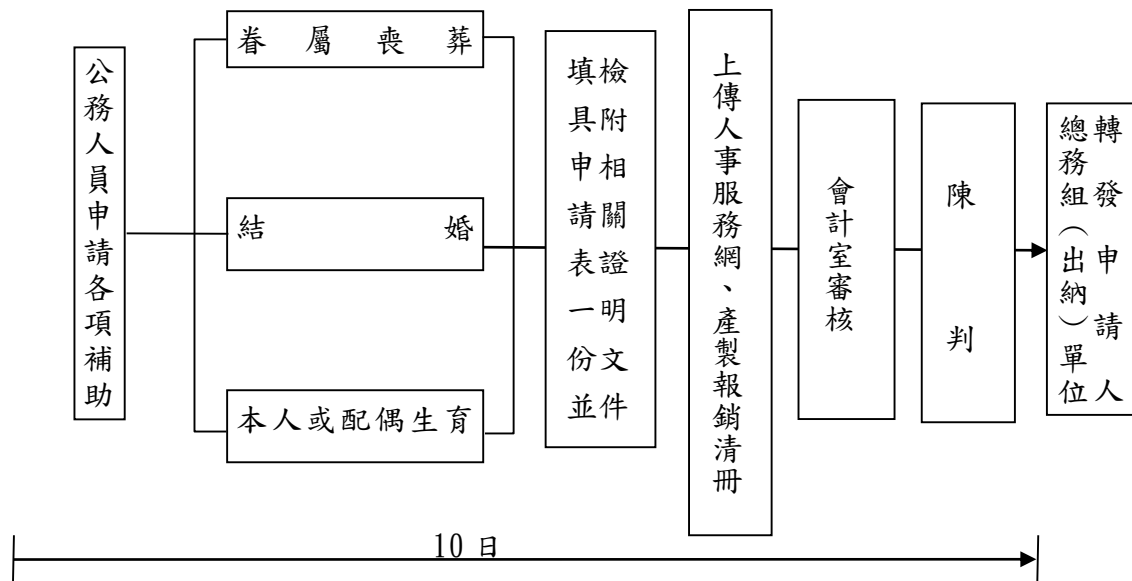 公務人員申請各項補助
眷屬喪葬
結婚
本人或配偶生育
填具申請表一份並
檢附相關證明文件
上傳人事服務網、產製報銷清冊
會計室審核
陳判
總務組（出納）單位
轉發申請人
10日